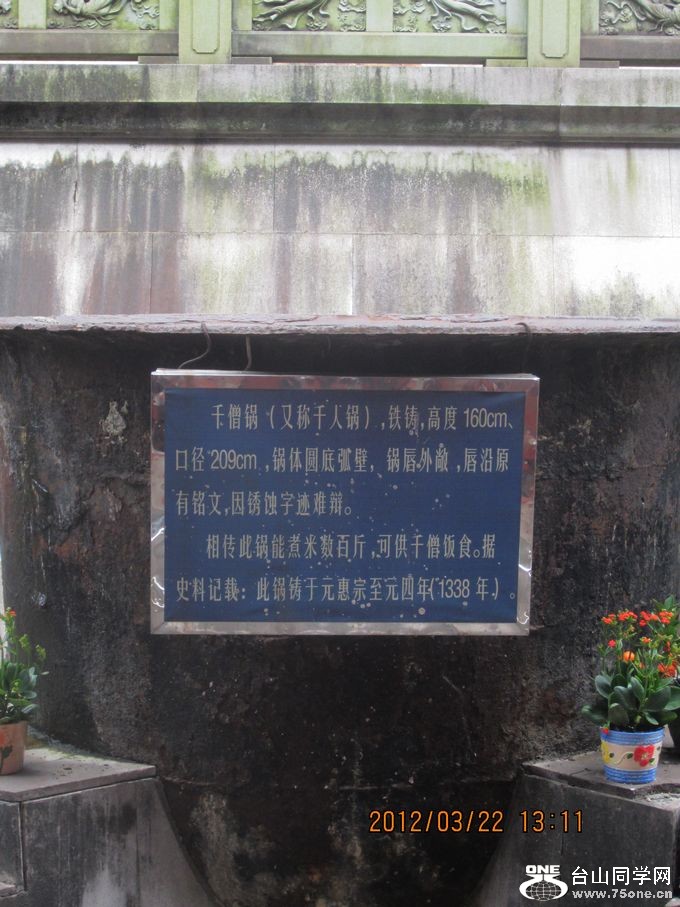 千僧锅（又称千人锅）,铁铸,高度160cm、
口径209cm,锅体圆底弧壁, 锅唇外敞,唇沿原
有铭文,因锈蚀字迹难辩。
相传此锅能煮米数百斤,可供千僧饭食。据
史料记载：此锅铸于元惠宗至元四年（1338年）。
2012/03/22 13:11
ONE 台山同学网
www.75one.cn